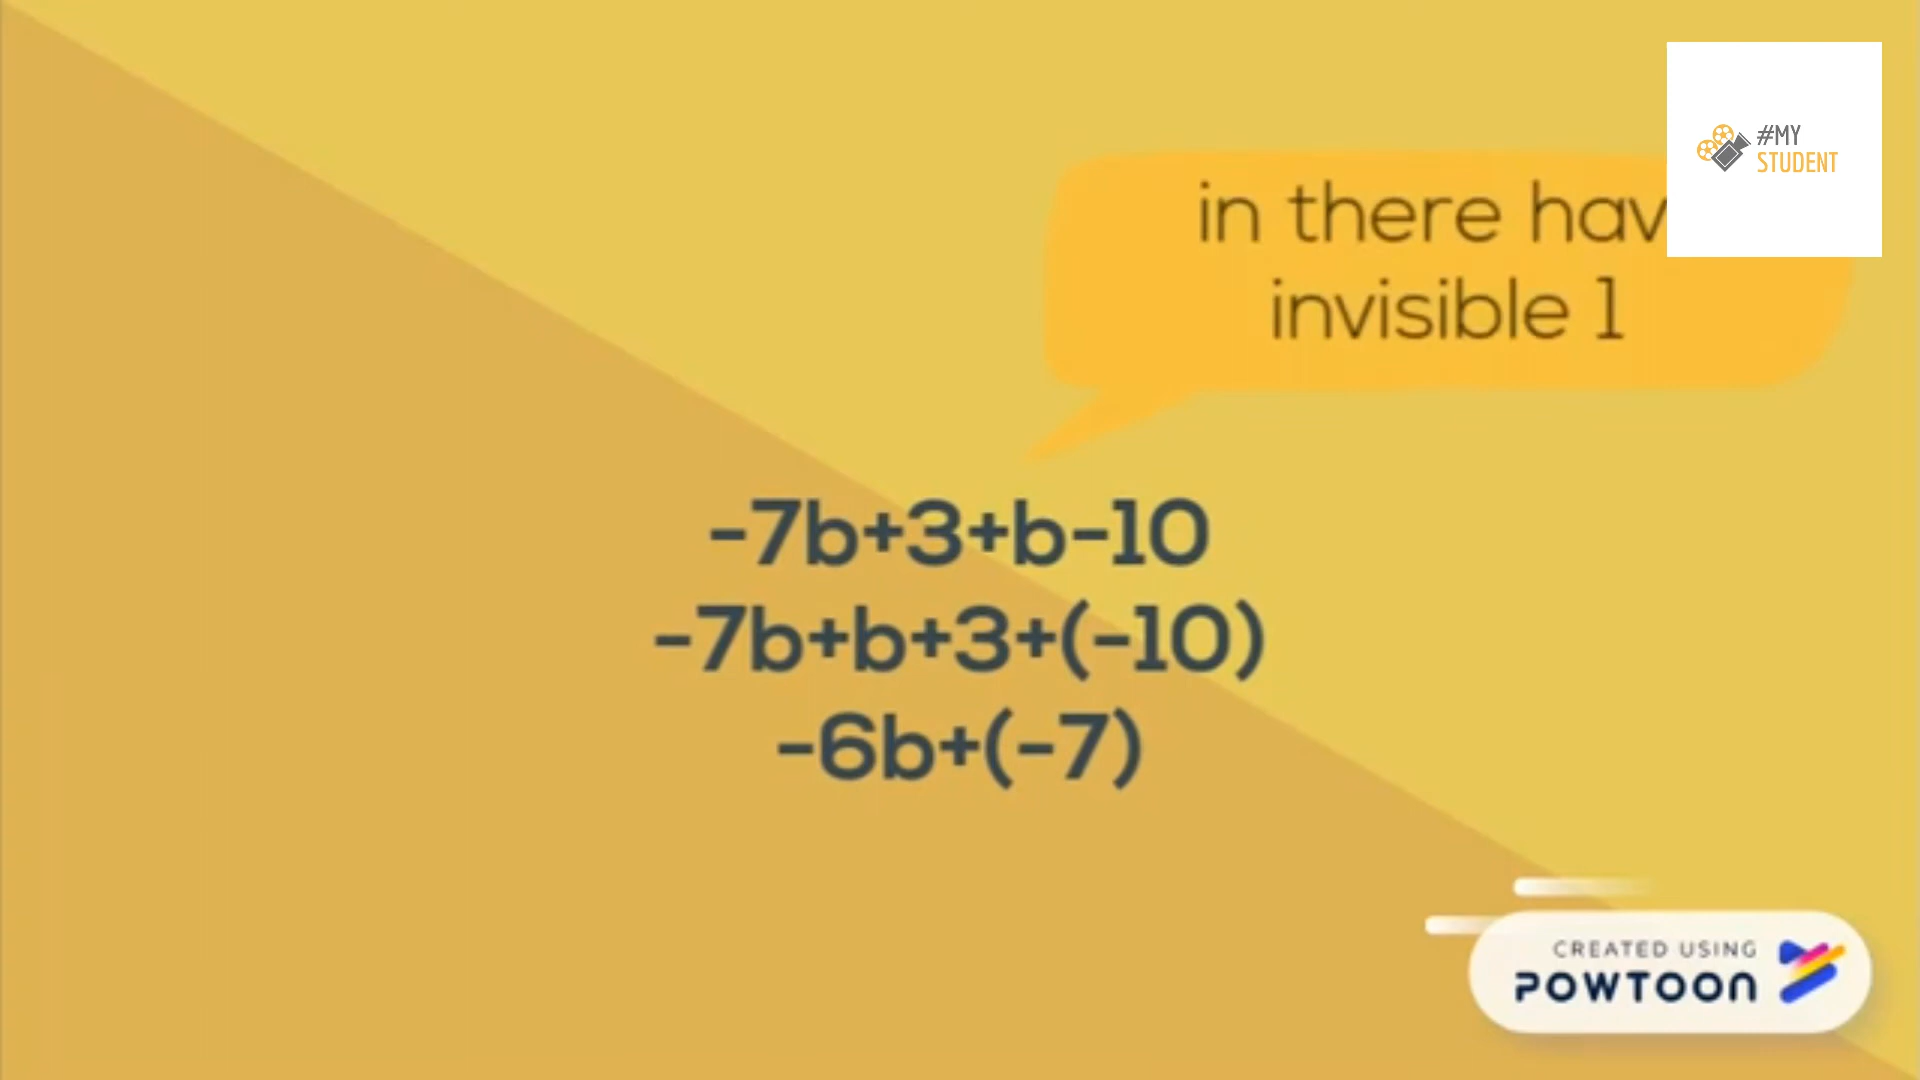 #MY
STUDENT
in there hav
invisible 1
-7b+3+b-10
-7b+b+3+(-10)
-6b+(-7)
CREATED USING
POWTOON